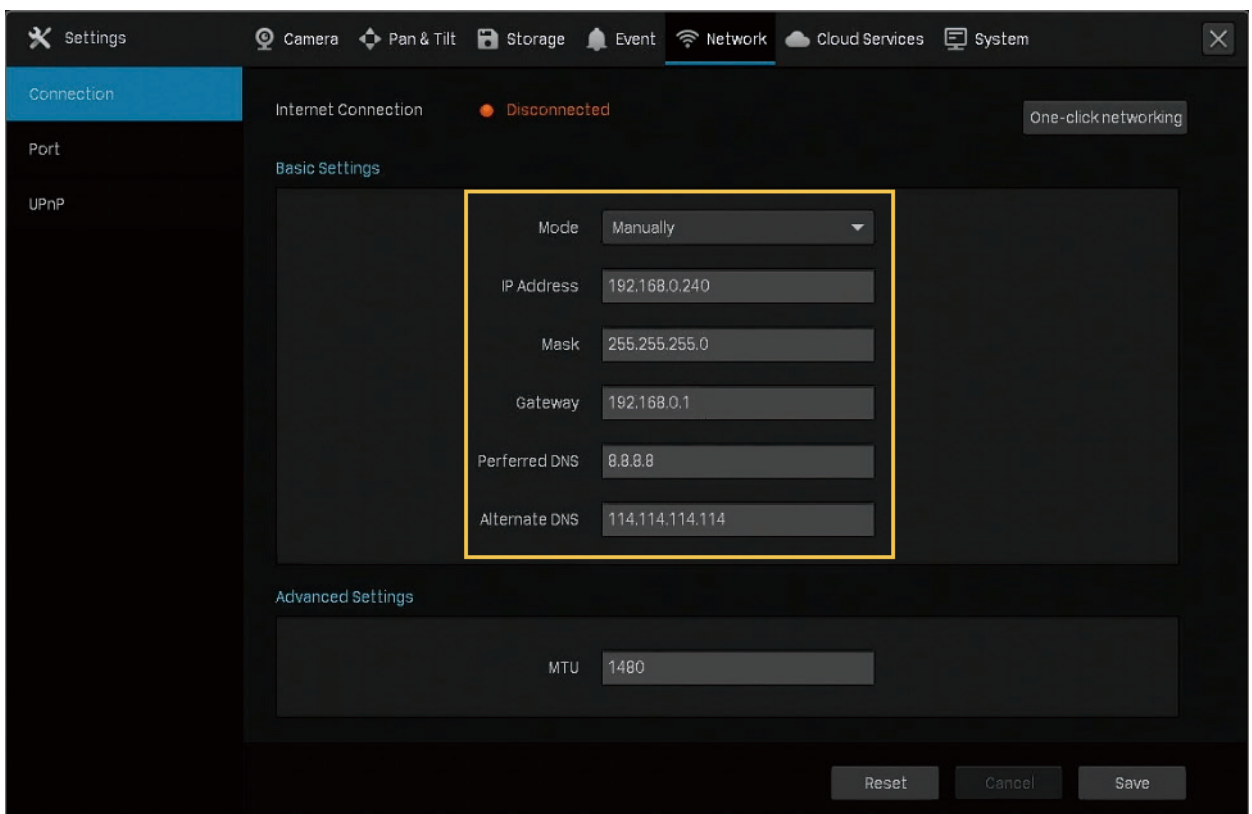 Settings
Camera Pan & Tilt Storage Event Network Cloud Services System
Connection
Port
UPnP
Internet Connection Disconnected
One-click networking
Basic Settings
Mode Manually
IP Address 192.168.0.240
Mask 255.255.255.0
Gateway 192.168.0.1
Perferred DNS 8.8.8.8
Alternate DNS 114.114.114.114
Advanced Settings
MTU 1480
Reset Cancel Save